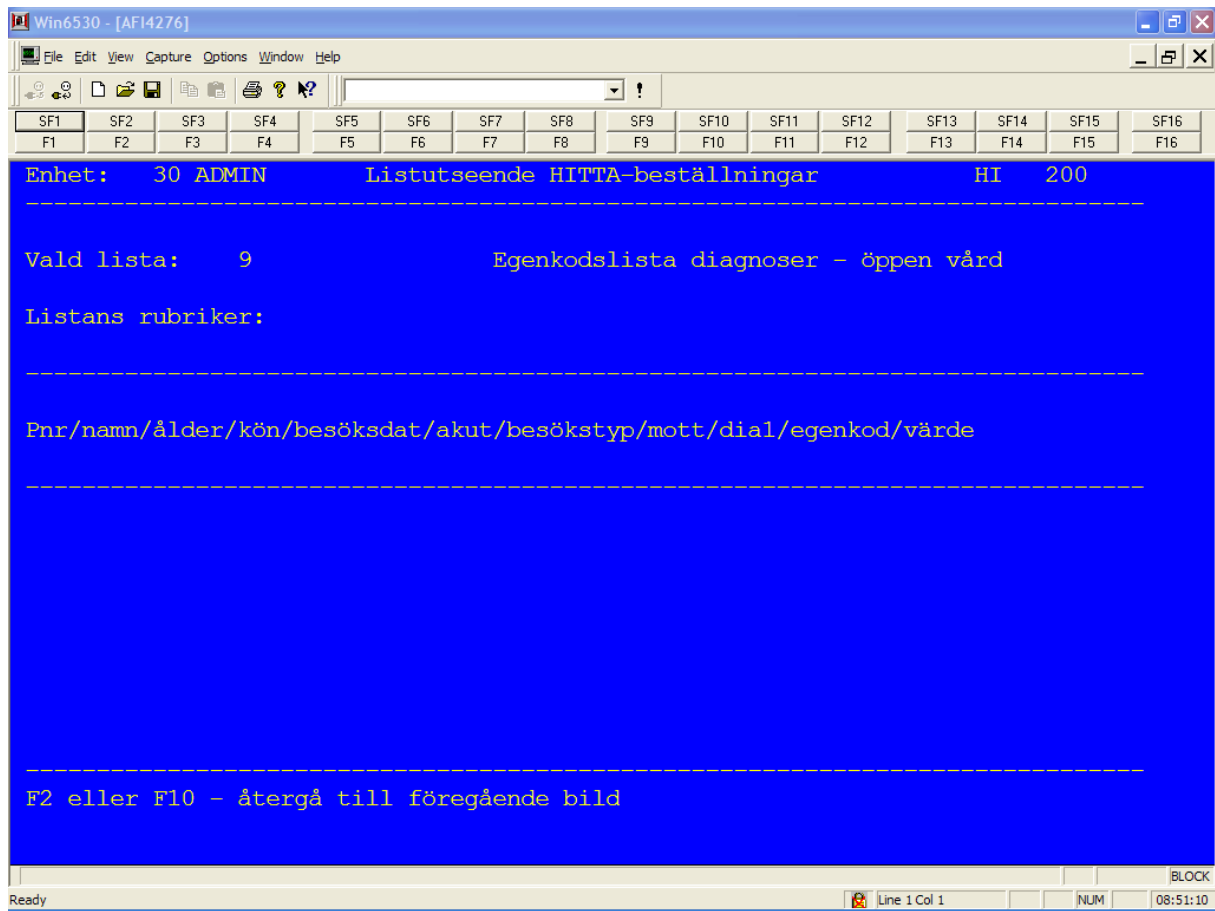 Win6530 - [AFI4276]
File Edit View Capture Options Window Help
SF1 SF2 SF3 SF4 SF5 SF6 SF7 SF8 SF9 SF10 SF11 SF12 SF13 SF14 SF15 SF16
F1 F2 F3 F4 F5 F6 F7 F8 F9 F10 F11 F12 F13 F14 F15 F16
Enhet: 30 ADMIN Listutseende HITTA-beställningar HI 200
Vald lista: 9 Egenkodslista diagnoser - öppen vård
Listans rubriker:
Pnr/namn/ålder/kön/besöksdat/akut/besökstyp/mott/dia1/egenkod/värde
F2 eller F10 - återgå till föregående bild
BLOCK
Ready Line 1 Col 1 NUM 08:51:10